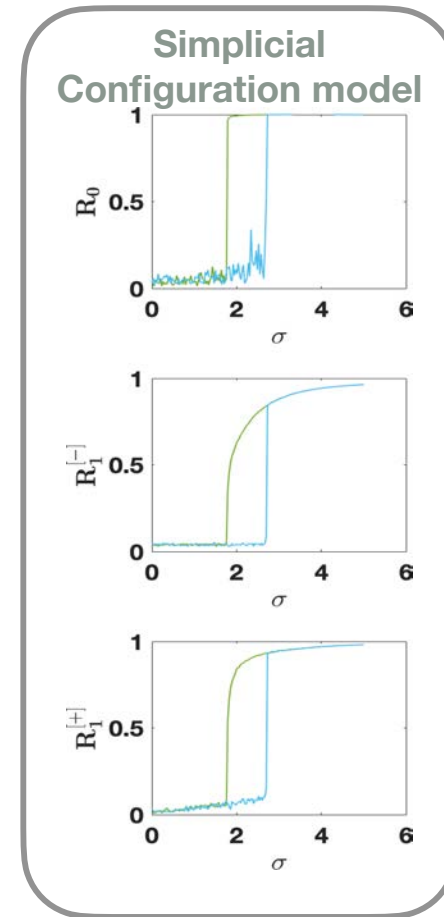 Simplicial
Configuration model
1
R₀
0.5
0
0 2 4 6
σ
1
R₁^[−]
0.5
0
0 2 4 6
σ
1
R₁^[+]
0.5
0
0 2 4 6
σ